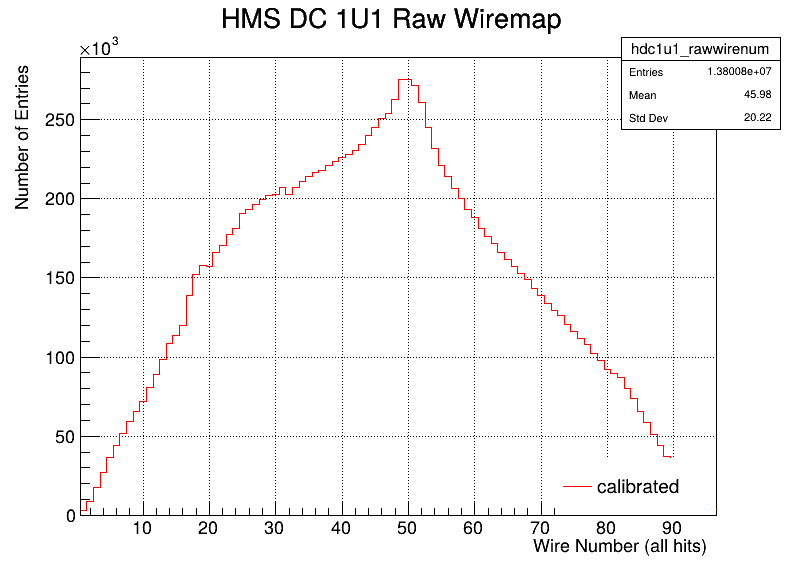 HMS DC 1U1 Raw Wiremap
×10³
hdc1u1_rawwirenum
Entries 1.38008e+07
Mean 45.98
Std Dev 20.22
Number of Entries
250
200
150
100
50
0
calibrated
10 20 30 40 50 60 70 80 90
Wire Number (all hits)